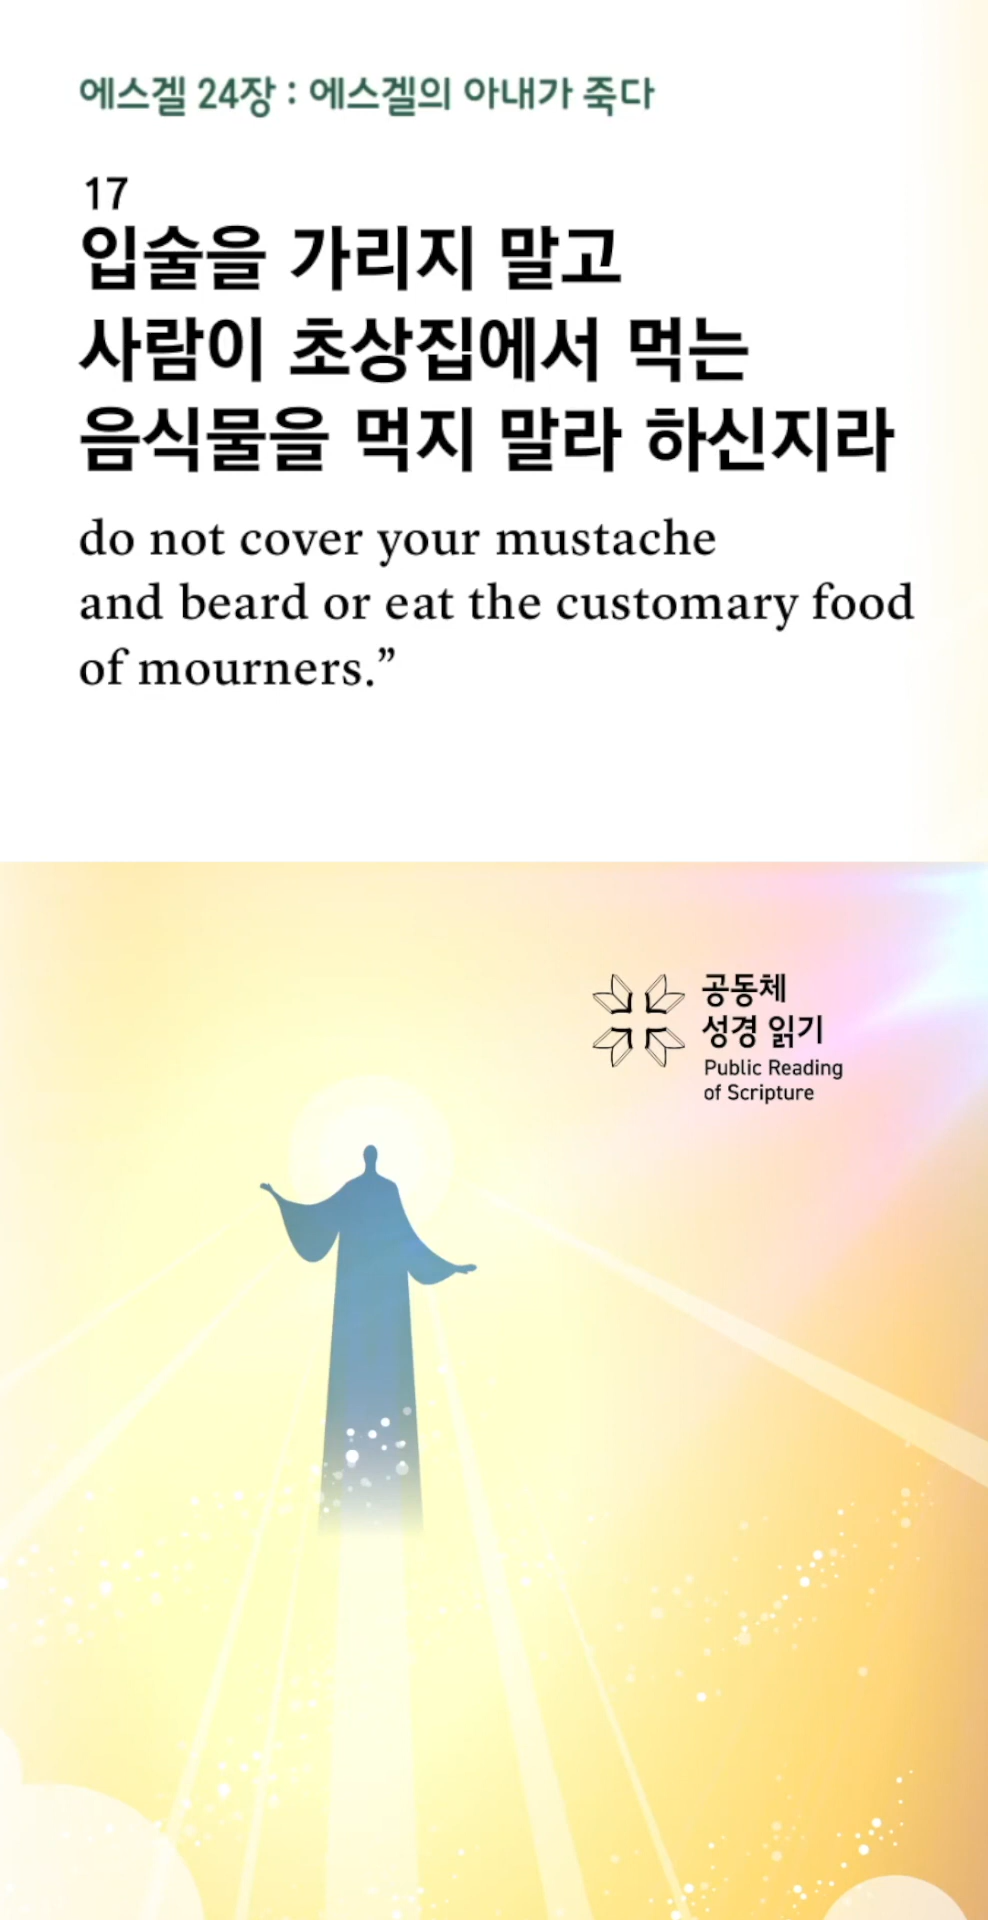 에스겔 24장 : 에스겔의 아내가 죽다
17
입술을 가리지 말고
사람이 초상집에서 먹는
음식물을 먹지 말라 하신지라
do not cover your mustache
and beard or eat the customary food
of mourners.”
공동체
성경 읽기
Public Reading
of Scripture